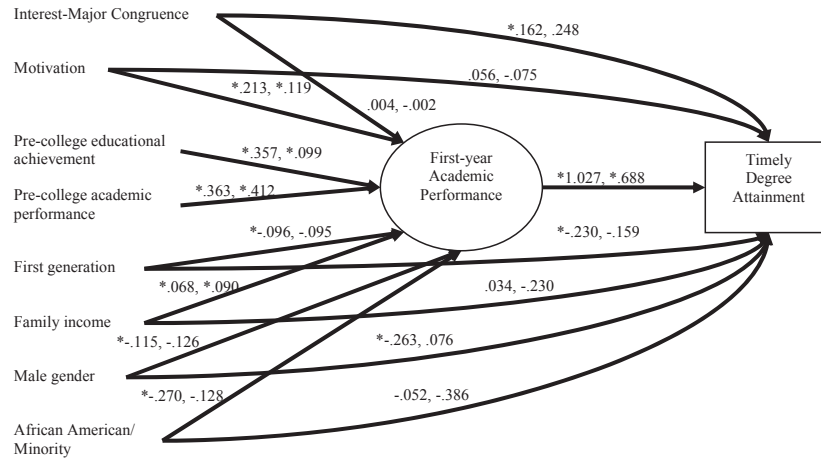 Interest-Major Congruence
*.162, .248
Motivation
.056, -.075
*.213, *.119
.004, -.002
Pre-college educational
achievement
*.357, *.099
First-year
Academic
Performance
Timely
Degree
Attainment
*1.027, *.688
Pre-college academic
performance
*.363, *.412
*-.096, -.095
*-.230, -.159
First generation
*.068, *.090
.034, -.230
Family income
*-.115, -.126
*-.263, .076
Male gender
*-.270, -.128
-.052, -.386
African American/
Minority